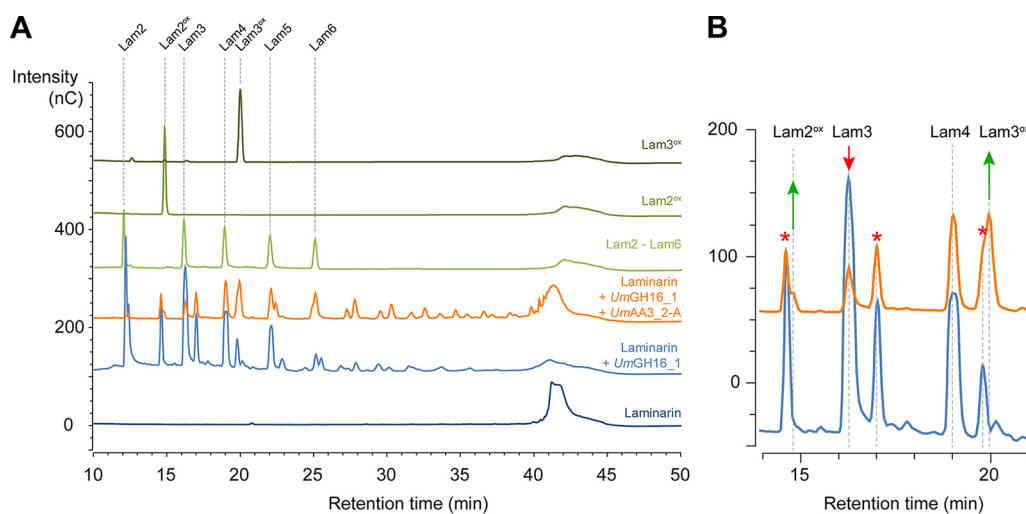 A
B
Lam2
Lam2ᵒˣ
Lam3
Lam4
Lam3ᵒˣ
Lam5
Lam6
Intensity
(nC)
600
400
200
0
Lam3ᵒˣ
Lam2ᵒˣ
Lam2 - Lam6
Laminarin
+ UmGH16_1
+ UmAA3_2-A
Laminarin
+ UmGH16_1
Laminarin
10 15 20 25 30 35 40 45 50
Retention time (min)
200
100
0
Lam2ᵒˣ Lam3 Lam4 Lam3ᵒˣ
* * *
15 20
Retention time (min)